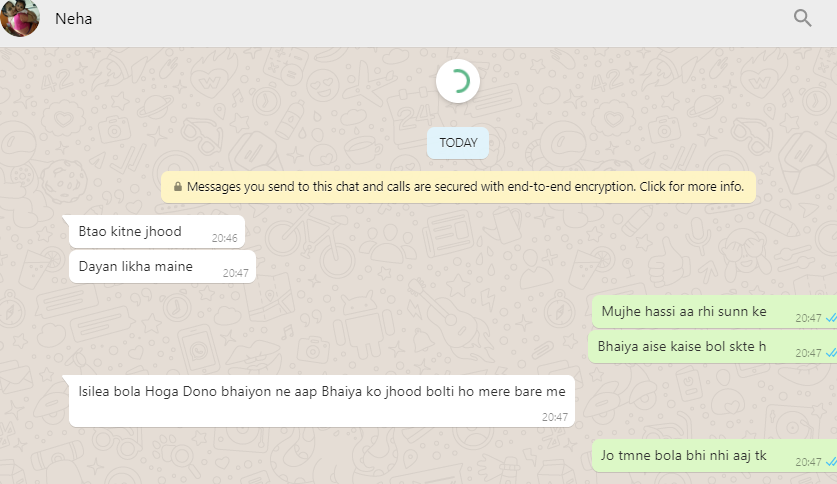 Neha
TODAY
Messages you send to this chat and calls are secured with end-to-end encryption. Click for more info.
Btao kitne jhood
20:46
Dayan likha maine
20:47
Mujhe hassi aa rhi sunn ke
20:47
Bhaiya aise kaise bol skte h
20:47
Isilea bola Hoga Dono bhaiyon ne aap Bhaiya ko jhood bolti ho mere bare me
20:47
Jo tmne bola bhi nhi aaj tk
20:47